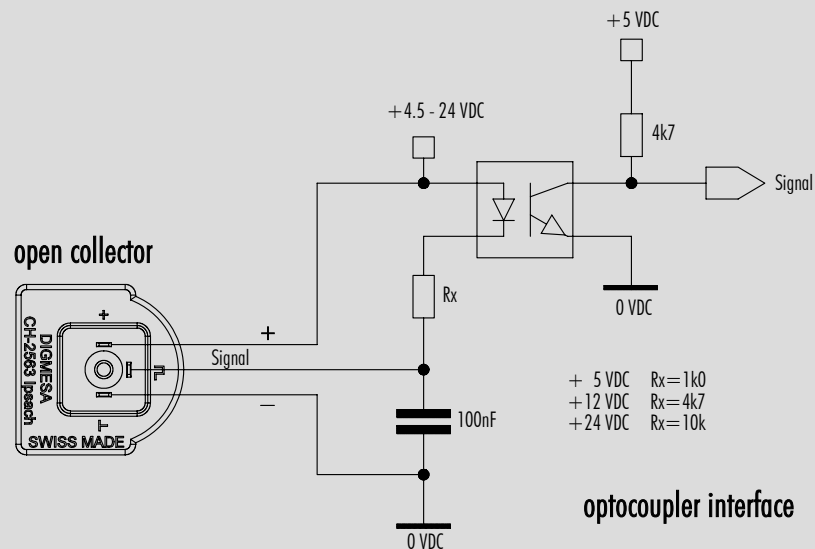 +5 VDC
+4.5 - 24 VDC
4k7
Signal
open collector
Rx
0 VDC
+
+
Signal
DIGMESA
CH-2563 Ipsach
SWISS MADE
−
100nF
+ 5 VDC Rx=1k0
+12 VDC Rx=4k7
+24 VDC Rx=10k
optocoupler interface
0 VDC